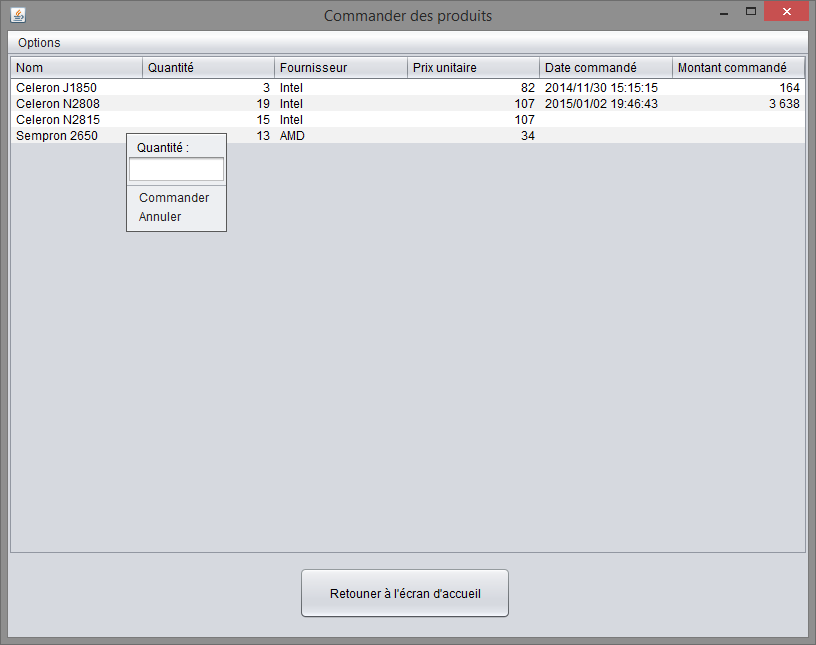 Commander des produits
Options
Nom Quantité Fournisseur Prix unitaire Date commandé Montant commandé
Celeron J1850 3 Intel 82 2014/11/30 15:15:15 164
Celeron N2808 19 Intel 107 2015/01/02 19:46:43 3 638
Celeron N2815 15 Intel 107
Sempron 2650 13 AMD 34
Quantité :
Commander
Annuler
Retouner à l'écran d'accueil